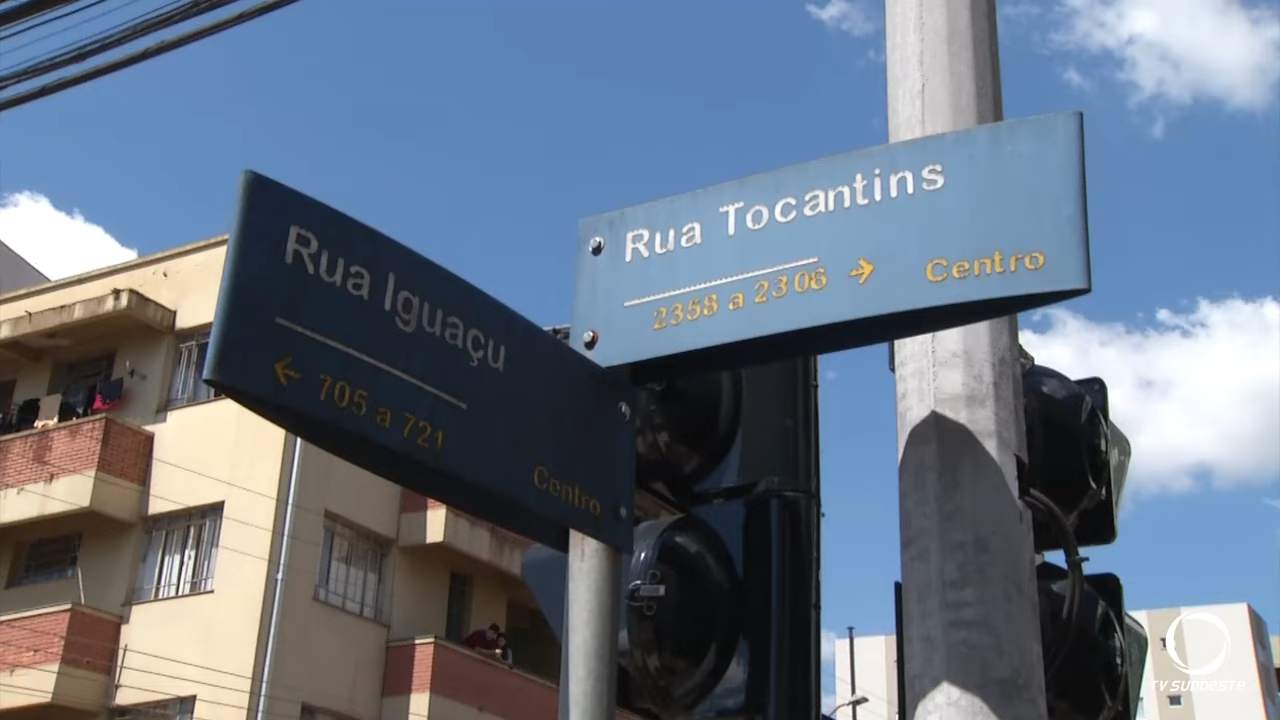 Rua Iguaçu
← 705 a 721
Centro
Rua Tocantins
2358 a 2306 → Centro
TV SUDOESTE